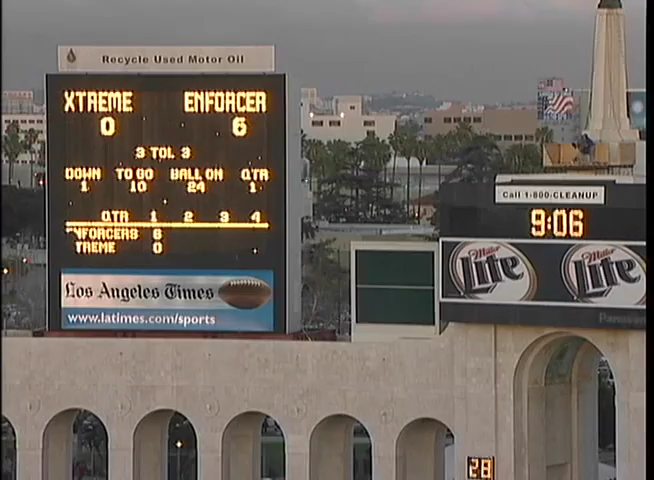 Recycle Used Motor Oil
XTREME ENFORCER
0 6
3 TOL 3
DOWN TO GO BALL ON QTR
1 10 24 1
QTR 1 2 3 4
ENFORCERS 6
TREME 0
Los Angeles Times
www.latimes.com/sports
Call 1-800-CLEANUP
9:06
Miller Lite Miller Lite
28